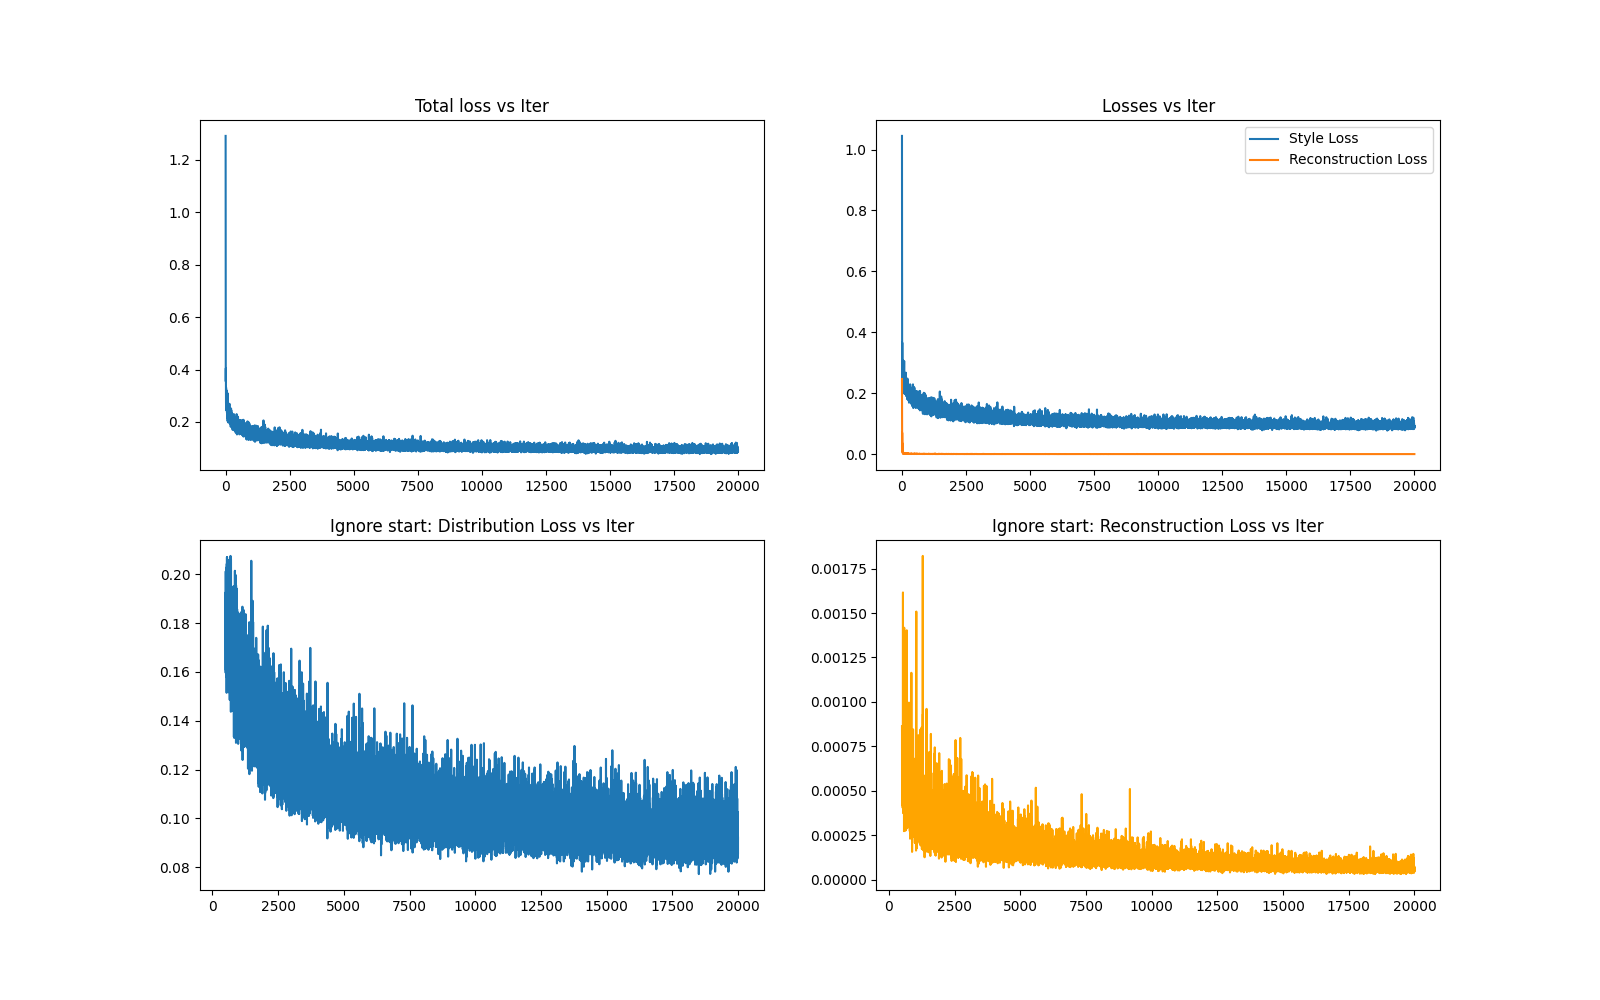 Total loss vs Iter
1.2
1.0
0.8
0.6
0.4
0.2
0 2500 5000 7500 10000 12500 15000 17500 20000
Losses vs Iter
Style Loss
Reconstruction Loss
1.0
0.8
0.6
0.4
0.2
0.0
0 2500 5000 7500 10000 12500 15000 17500 20000
Ignore start: Distribution Loss vs Iter
0.20
0.18
0.16
0.14
0.12
0.10
0.08
0 2500 5000 7500 10000 12500 15000 17500 20000
Ignore start: Reconstruction Loss vs Iter
0.00175
0.00150
0.00125
0.00100
0.00075
0.00050
0.00025
0.00000
0 2500 5000 7500 10000 12500 15000 17500 20000